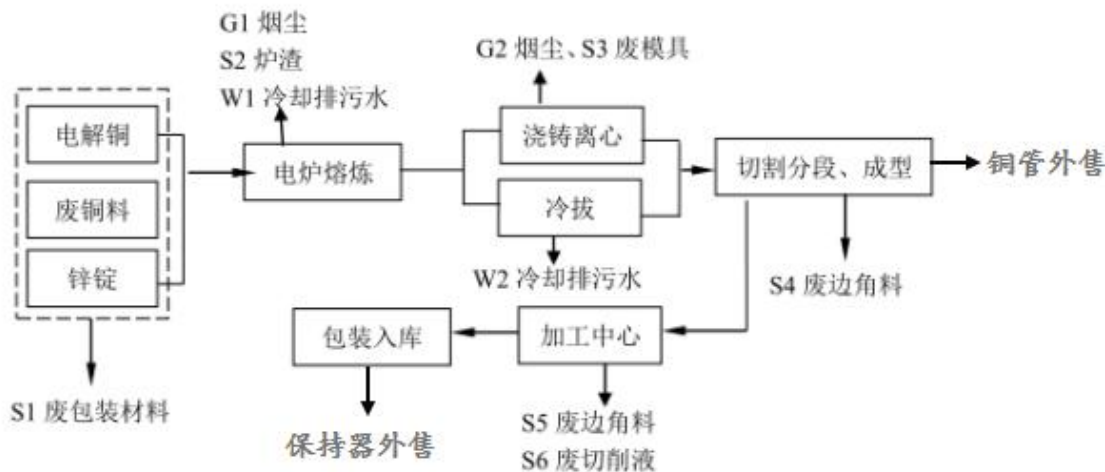 G1 烟尘
S2 炉渣
W1 冷却排污水
G2 烟尘、S3 废模具
电解铜
废铜料
锌锭
电炉熔炼
浇铸离心
冷拔
切割分段、成型
铜管外售
W2 冷却排污水
S4 废边角料
包装入库
加工中心
S1 废包装材料
保持器外售
S5 废边角料
S6 废切削液